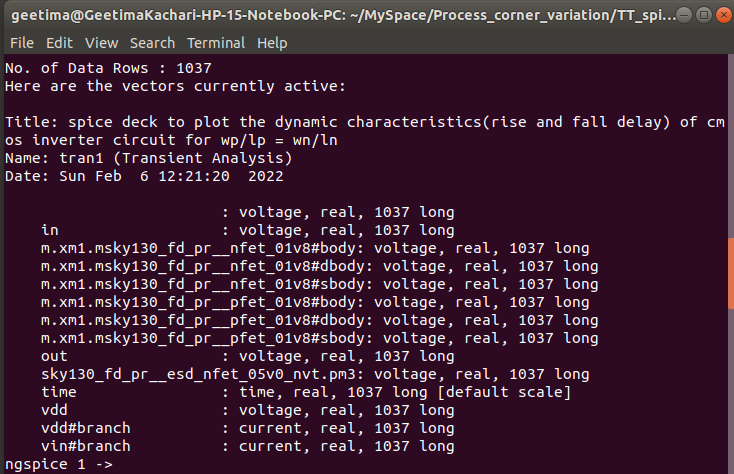 geetima@GeetimaKachari-HP-15-Notebook-PC: ~/MySpace/Process_corner_variation/TT_spi...
File Edit View Search Terminal Help
No. of Data Rows : 1037
Here are the vectors currently active:
Title: spice deck to plot the dynamic characteristics(rise and fall delay) of cm
os inverter circuit for wp/lp = wn/ln
Name: tran1 (Transient Analysis)
Date: Sun Feb  6 12:21:20  2022
: voltage, real, 1037 long
in : voltage, real, 1037 long
m.xm1.msky130_fd_pr__nfet_01v8#body: voltage, real, 1037 long
m.xm1.msky130_fd_pr__nfet_01v8#dbody: voltage, real, 1037 long
m.xm1.msky130_fd_pr__nfet_01v8#sbody: voltage, real, 1037 long
m.xm1.msky130_fd_pr__pfet_01v8#body: voltage, real, 1037 long
m.xm1.msky130_fd_pr__pfet_01v8#dbody: voltage, real, 1037 long
m.xm1.msky130_fd_pr__pfet_01v8#sbody: voltage, real, 1037 long
out : voltage, real, 1037 long
sky130_fd_pr__esd_nfet_05v0_nvt.pm3: voltage, real, 1037 long
time : time, real, 1037 long [default scale]
vdd : voltage, real, 1037 long
vdd#branch : current, real, 1037 long
vin#branch : current, real, 1037 long
ngspice 1 ->